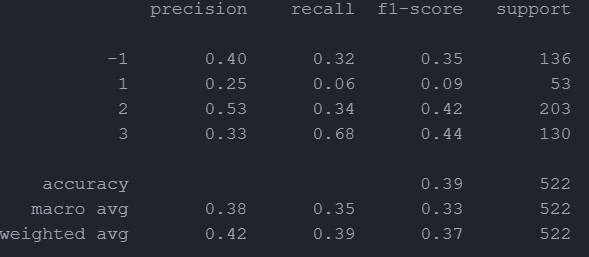 precision recall f1-score support
-1 0.40 0.32 0.35 136
1 0.25 0.06 0.09 53
2 0.53 0.34 0.42 203
3 0.33 0.68 0.44 130
accuracy 0.39 522
macro avg 0.38 0.35 0.33 522
weighted avg 0.42 0.39 0.37 522